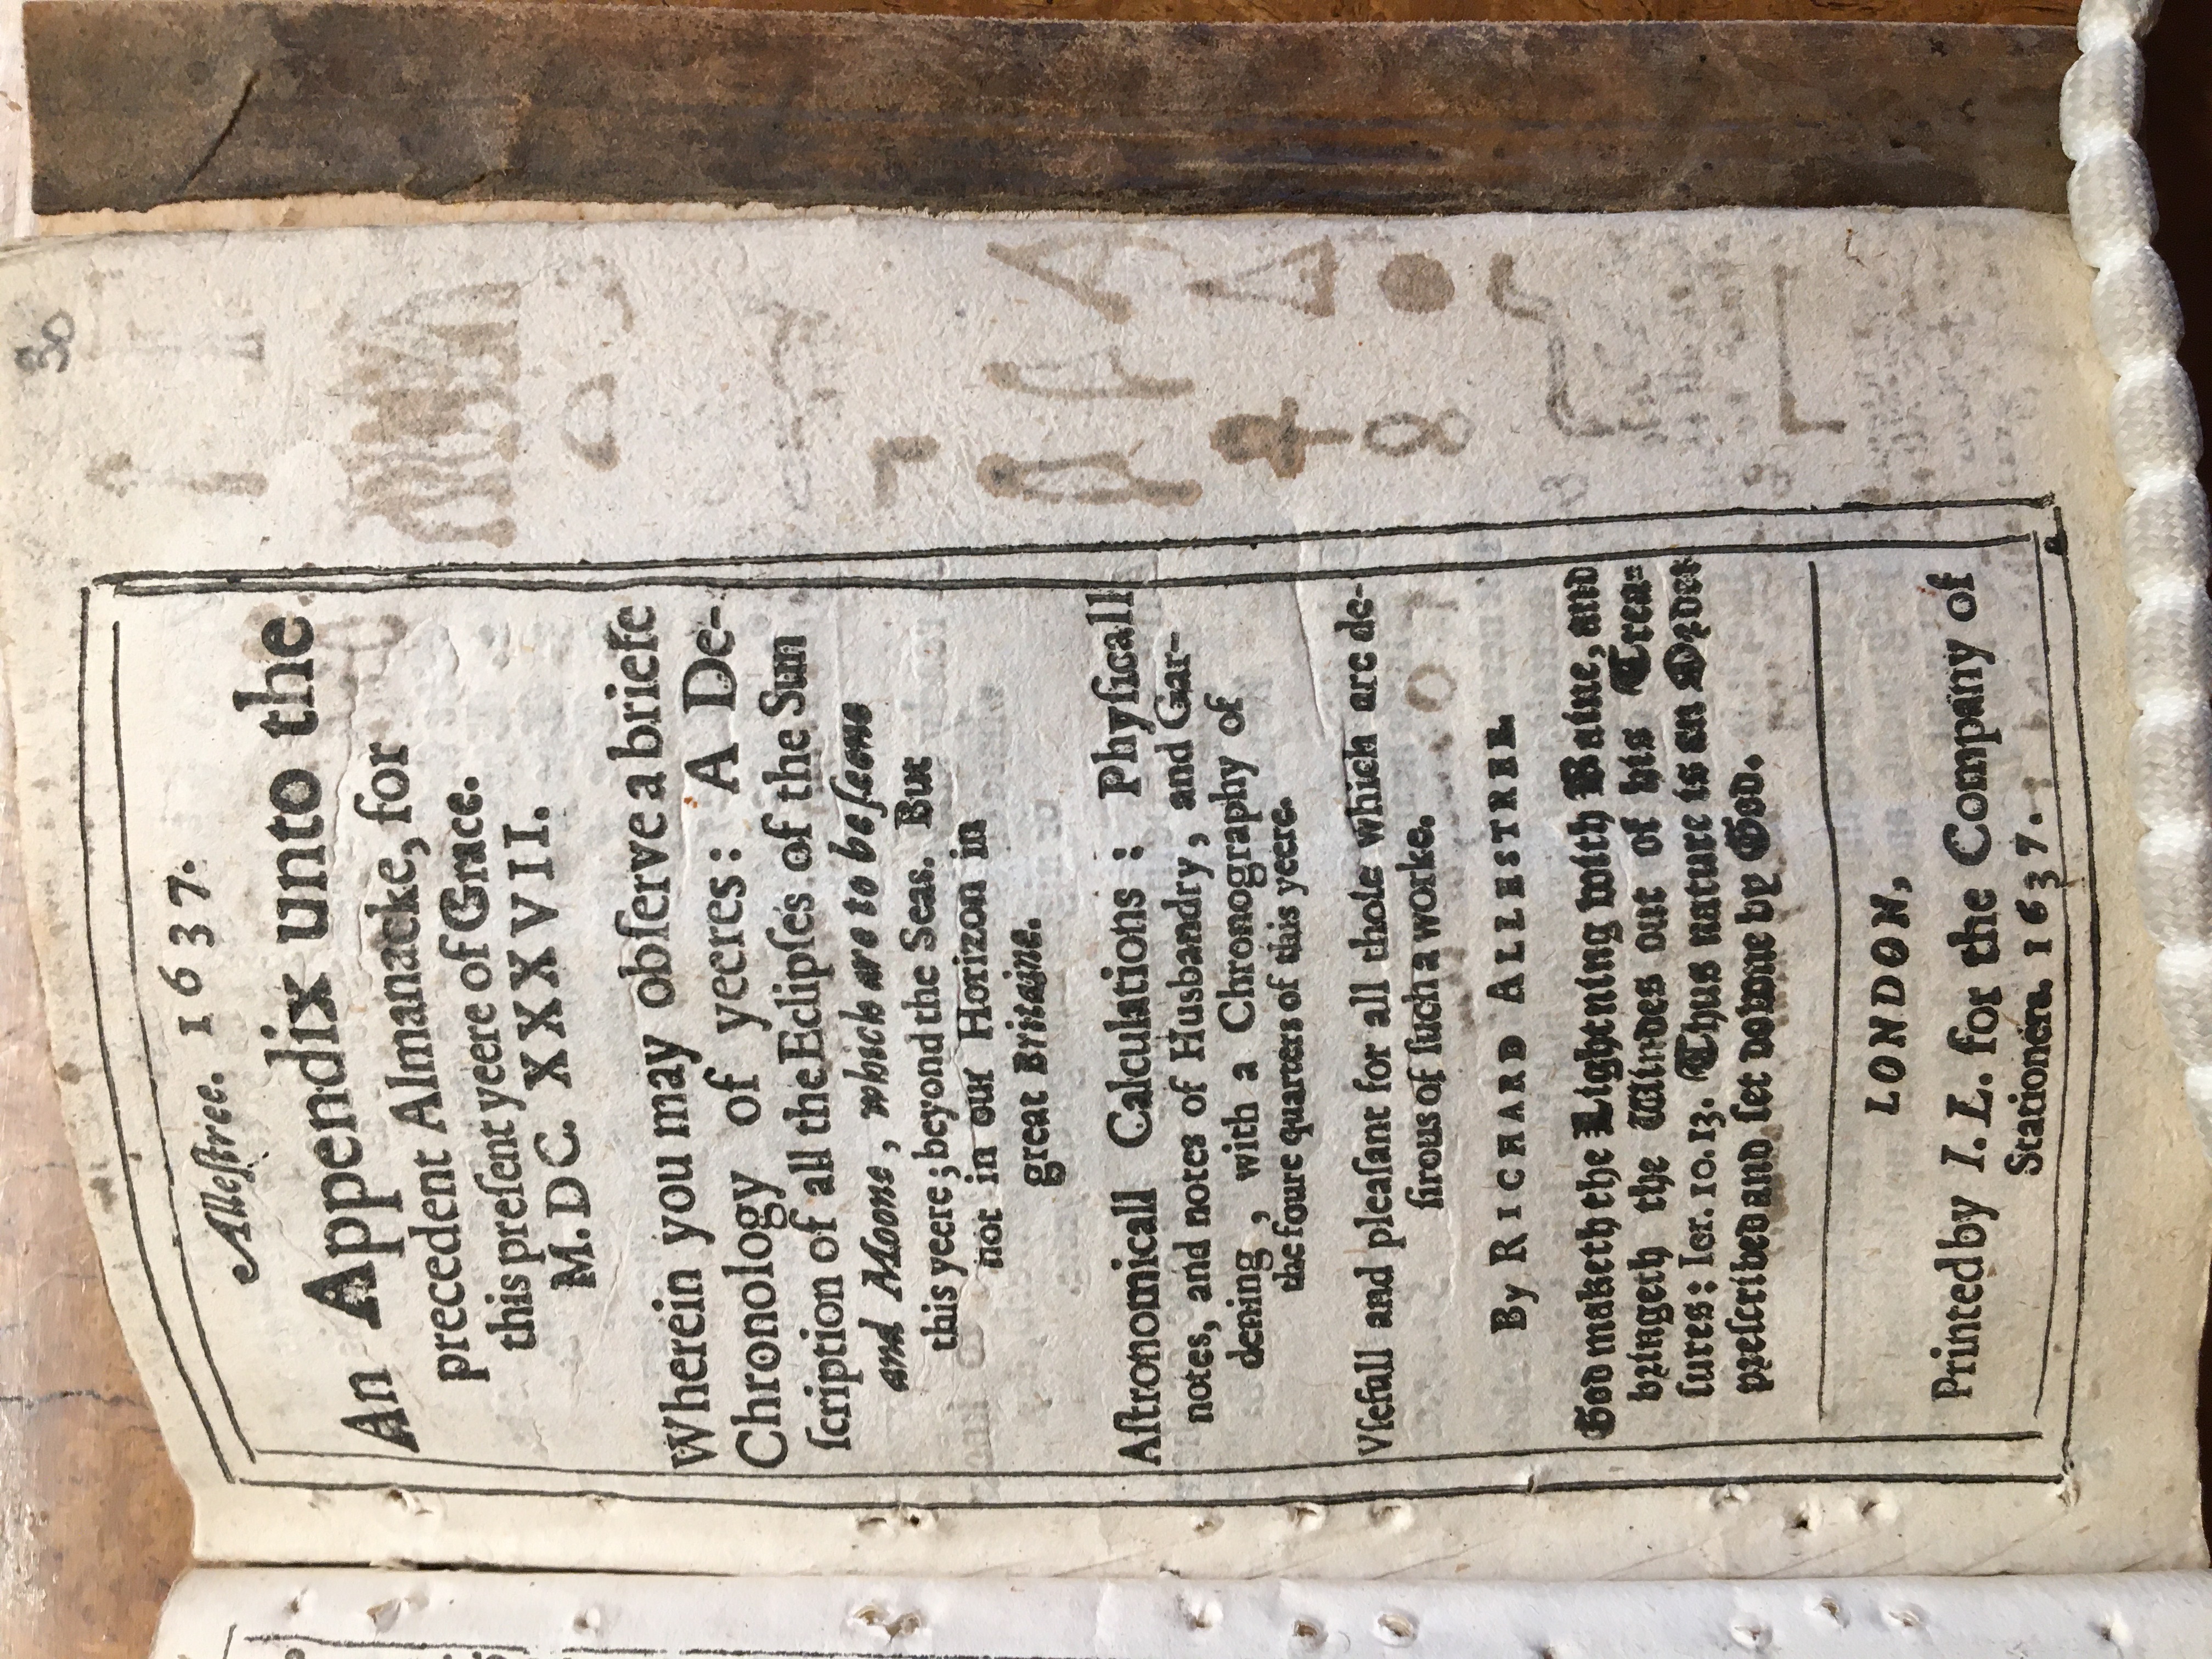 30
Alleſtree. 1637.
An Appendix unto the
precedent Almanacke, for
this preſent yeere of Grace.
M.DC. XXXVII.
Wherein you may obſerve a briefe
Chronology of yeeres: A De-
ſcription of all the Eclipſes of the Sun
and Moone, which are to be ſeene
this yeere; beyond the Seas. But
not in our Horizon in
great Britaine.
Aſtronomicall Calculations: Phyſicall
notes, and notes of Husbandry, and Gar-
dening, with a Chronography of
the foure quarters of this yeere.
Vſefull and pleaſant for all thoſe which are de-
ſirous of ſuch a worke.
By RICHARD ALLESTREE.
God maketh the Lightning with Raine, and
bringeth the Windes out of his Trea-
ſures: Ier. 10.13. Thus nature is an Order
preſcribed and ſet downe by God.
LONDON,
Printed by I. L. for the Company of
Stationers. 1637.